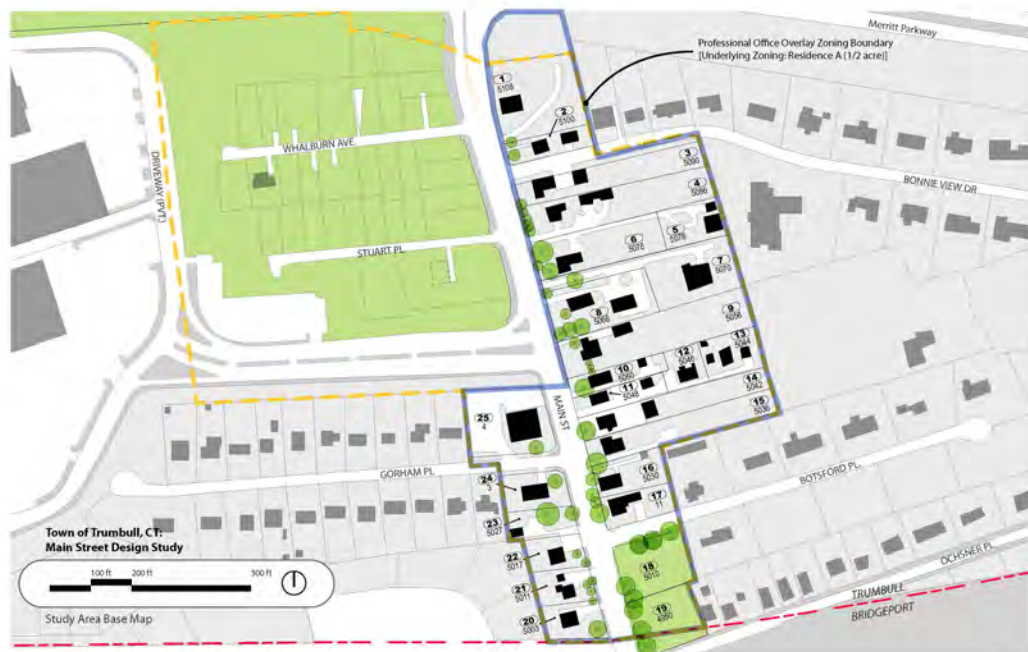 Merritt Parkway
Professional Office Overlay Zoning Boundary
[Underlying Zoning: Residence A (1/2 acre)]
1
5108
2
5100
WHALBURN AVE.
DRIVEWAY (PVT.)
3
5090
4
5086
BONNIE VIEW DR
5
5078
6
5076
STUART PL.
7
5070
8
5066
9
5056
13
5044
12
5046
10
5050
11
5048
14
5042
15
5036
MAIN ST
25
4
GORHAM PL.
24
3
16
5030
17
11
BOTSFORD PL.
23
5027
22
5017
18
5010
21
5011
20
5003
19
4950
OCHSNER PL.
TRUMBULL
BRIDGEPORT
Town of Trumbull, CT:
Main Street Design Study
100 ft 200 ft 300 ft
Study Area Base Map